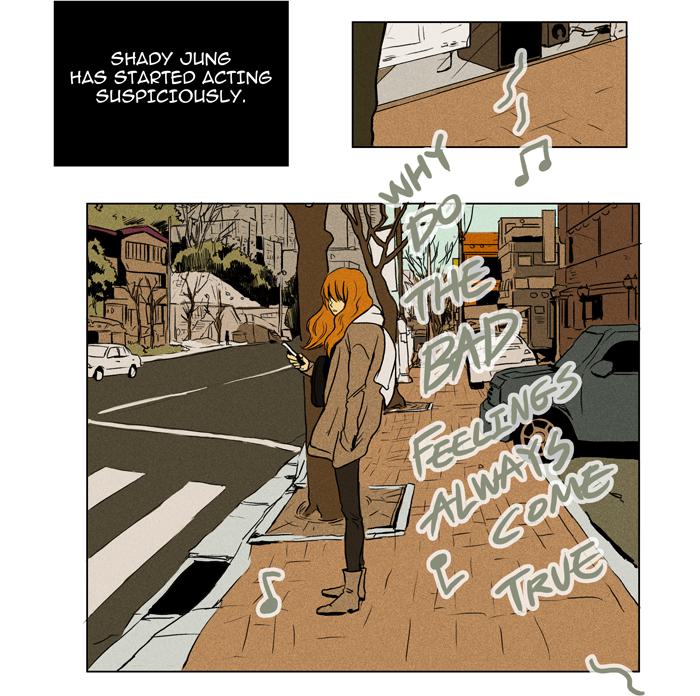 SHADY JUNG
HAS STARTED ACTING
SUSPICIOUSLY.
WHY
DO
THE
BAD
FEELINGS
ALWAYS
COME
TRUE